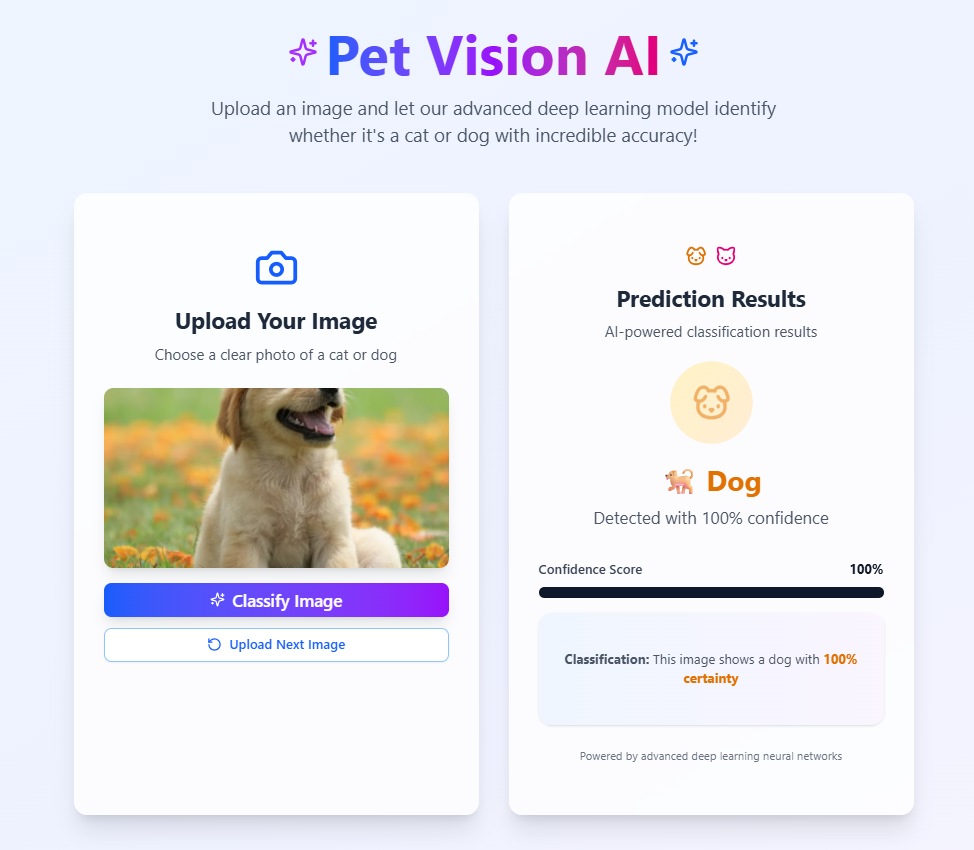 Pet Vision AI
Upload an image and let our advanced deep learning model identify
whether it's a cat or dog with incredible accuracy!
Upload Your Image
Choose a clear photo of a cat or dog
Classify Image
Upload Next Image
Prediction Results
AI-powered classification results
Dog
Detected with 100% confidence
Confidence Score 100%
Classification: This image shows a dog with 100%
certainty
Powered by advanced deep learning neural networks